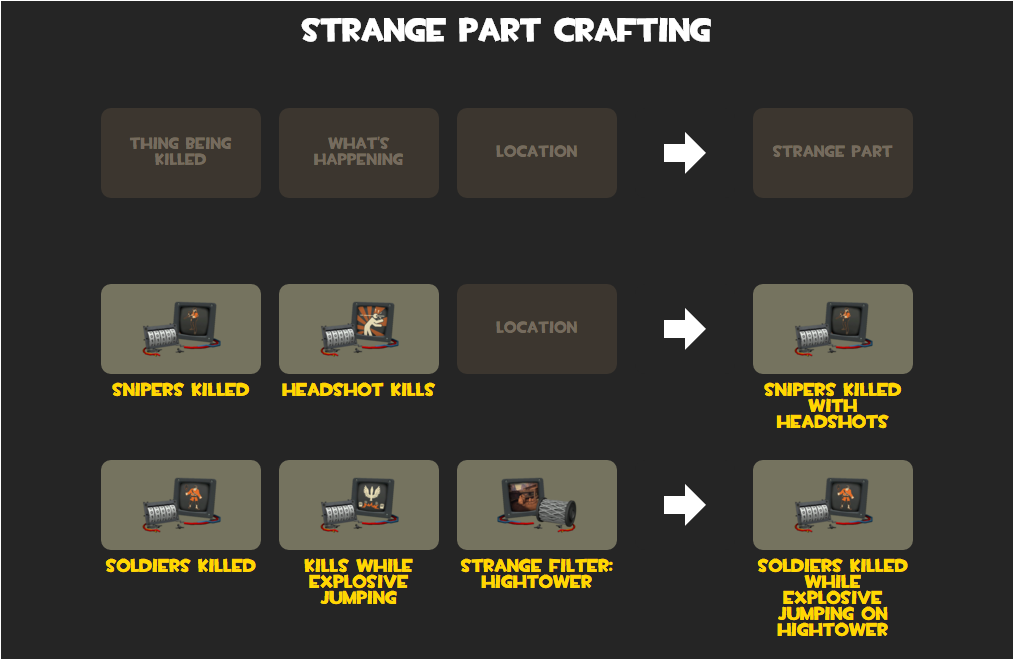 STRANGE PART CRAFTING
THING BEING
KILLED
WHAT'S
HAPPENING
LOCATION
STRANGE PART
LOCATION
SNIPERS KILLED
HEADSHOT KILLS
SNIPERS KILLED
WITH
HEADSHOTS
SOLDIERS KILLED
KILLS WHILE
EXPLOSIVE
JUMPING
STRANGE FILTER:
HIGHTOWER
SOLDIERS KILLED
WHILE
EXPLOSIVE
JUMPING ON
HIGHTOWER